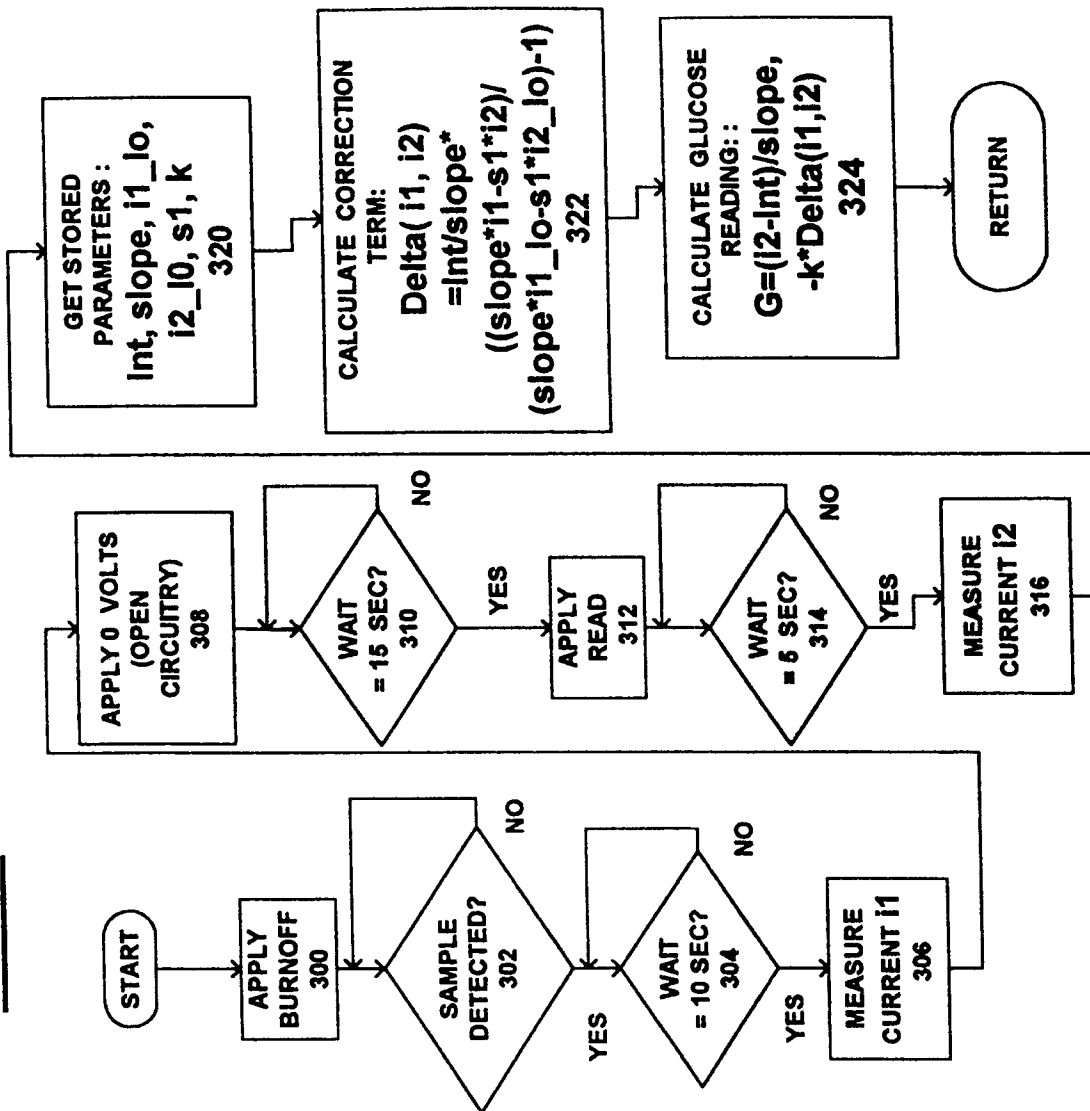 START
APPLY
BURNOFF
300
SAMPLE
DETECTED?
302
NO
YES
WAIT
= 10 SEC?
304
NO
YES
MEASURE
CURRENT i1
306
APPLY 0 VOLTS
(OPEN
CIRCUITRY)
308
WAIT
= 15 SEC?
310
NO
YES
APPLY
READ
312
WAIT
= 5 SEC?
314
NO
YES
MEASURE
CURRENT i2
316
GET STORED
PARAMETERS :
Int, slope, i1_lo,
i2_l0, s1, k
320
CALCULATE CORRECTION
TERM:
Delta( i1, i2)
=Int/slope*
((slope*i1-s1*i2)/
(slope*i1_lo-s1*i2_lo)-1)
322
CALCULATE GLUCOSE
READING: :
G=(i2-Int)/slope,
-k*Delta(i1,i2)
324
RETURN